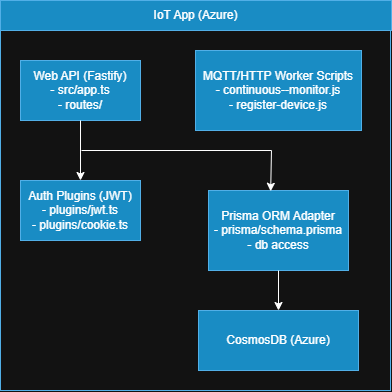 IoT App (Azure)
Web API (Fastify)
- src/app.ts
- routes/
MQTT/HTTP Worker Scripts
- continuous--monitor.js
- register-device.js
Auth Plugins (JWT)
- plugins/jwt.ts
- plugins/cookie.ts
Prisma ORM Adapter
- prisma/schema.prisma
- db access
CosmosDB (Azure)